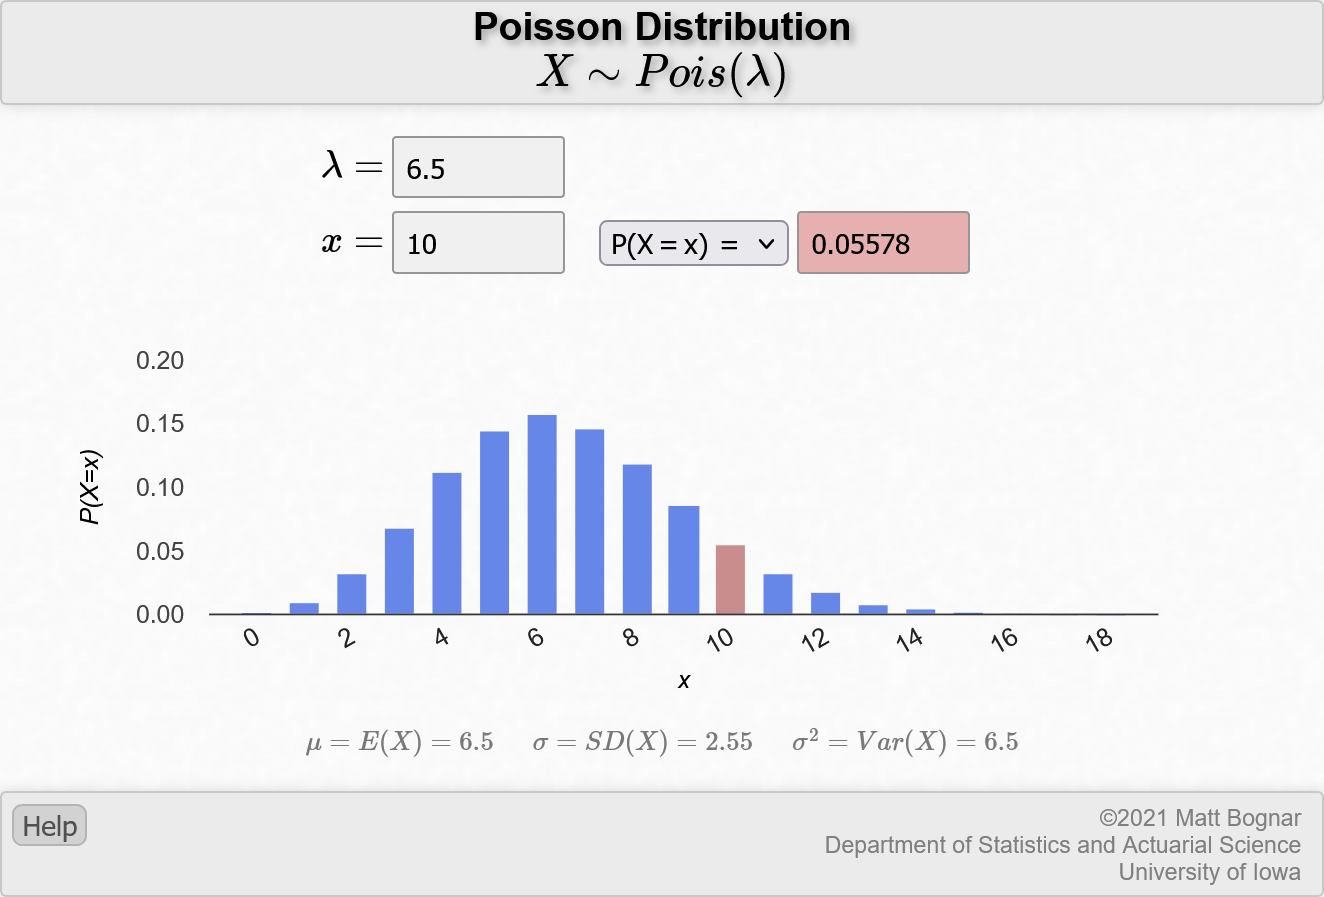 Poisson Distribution
X ∼ Pois(λ)
λ = 6.5
x = 10 P(X = x) = 0.05578
0.20
0.15
0.10
0.05
0.00
P(X=x)
0 2 4 6 8 10 12 14 16 18
x
μ = E(X) = 6.5 σ = SD(X) = 2.55 σ² = Var(X) = 6.5
Help
©2021 Matt Bognar
Department of Statistics and Actuarial Science
University of Iowa